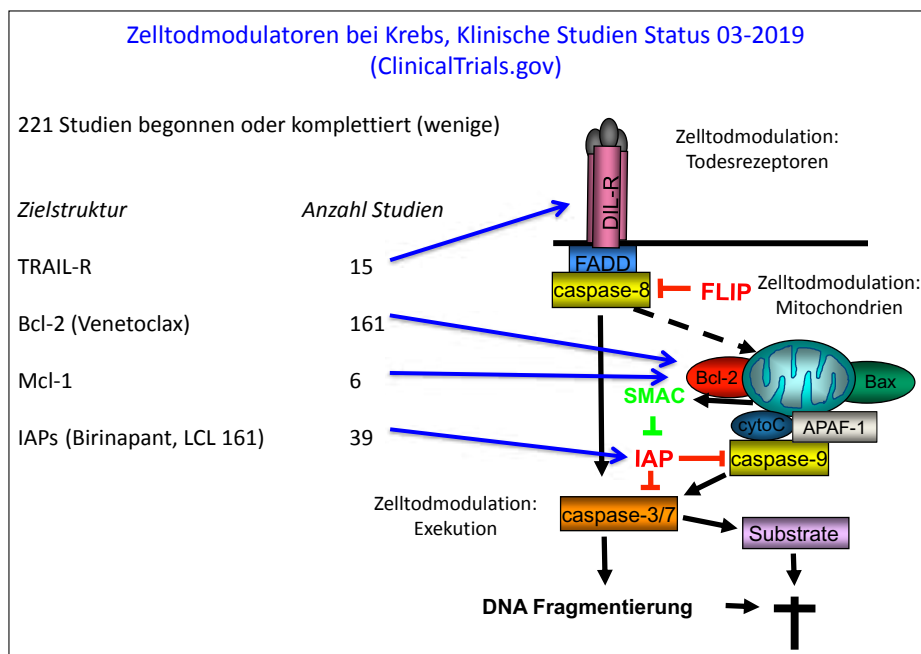 Zelltodmodulatoren bei Krebs, Klinische Studien Status 03-2019
(ClinicalTrials.gov)
221 Studien begonnen oder komplettiert (wenige)
Zelltodmodulation:
Todesrezeptoren
DIL-R
Zielstruktur Anzahl Studien
TRAIL-R 15
FADD
caspase-8
FLIP
Zelltodmodulation:
Mitochondrien
Bcl-2 (Venetoclax) 161
Mcl-1 6
Bcl-2
Bax
SMAC
cytoC
APAF-1
IAPs (Birinapant, LCL 161) 39
IAP
caspase-9
Zelltodmodulation:
Exekution
caspase-3/7
Substrate
DNA Fragmentierung